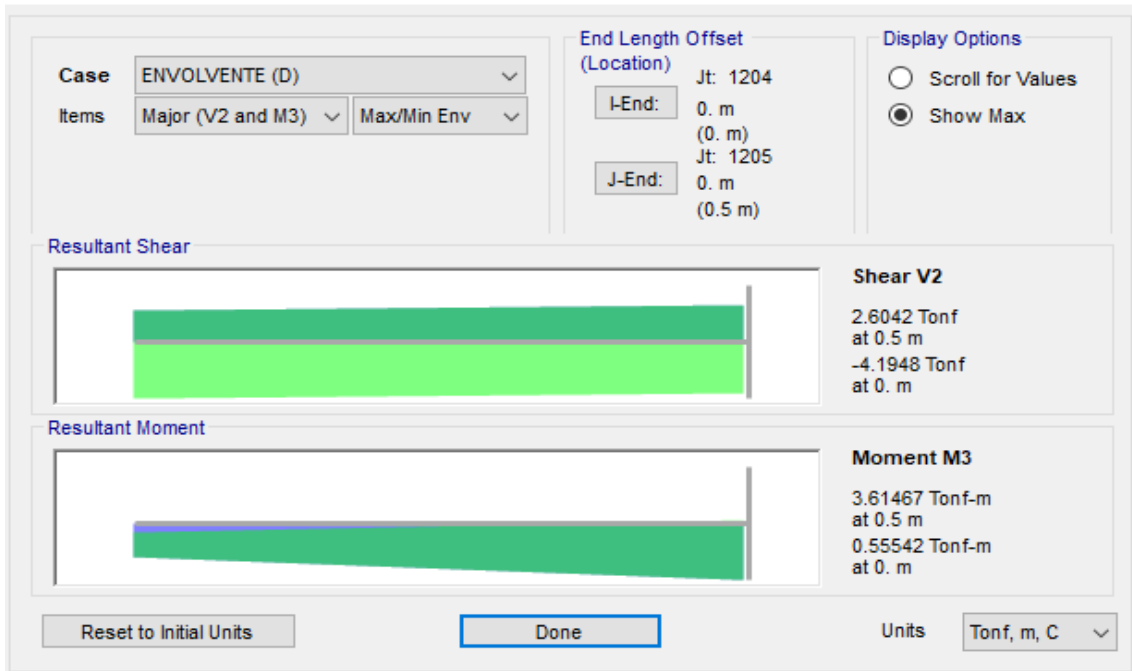 Case
ENVOLVENTE (D)
Items
Major (V2 and M3)
Max/Min Env
End Length Offset
(Location)
Jt: 1204
I-End:
0. m
(0. m)
Jt: 1205
J-End:
0. m
(0.5 m)
Display Options
Scroll for Values
Show Max
Resultant Shear
Shear V2
2.6042 Tonf
at 0.5 m
-4.1948 Tonf
at 0. m
Resultant Moment
Moment M3
3.61467 Tonf-m
at 0.5 m
0.55542 Tonf-m
at 0. m
Reset to Initial Units
Done
Units
Tonf, m, C